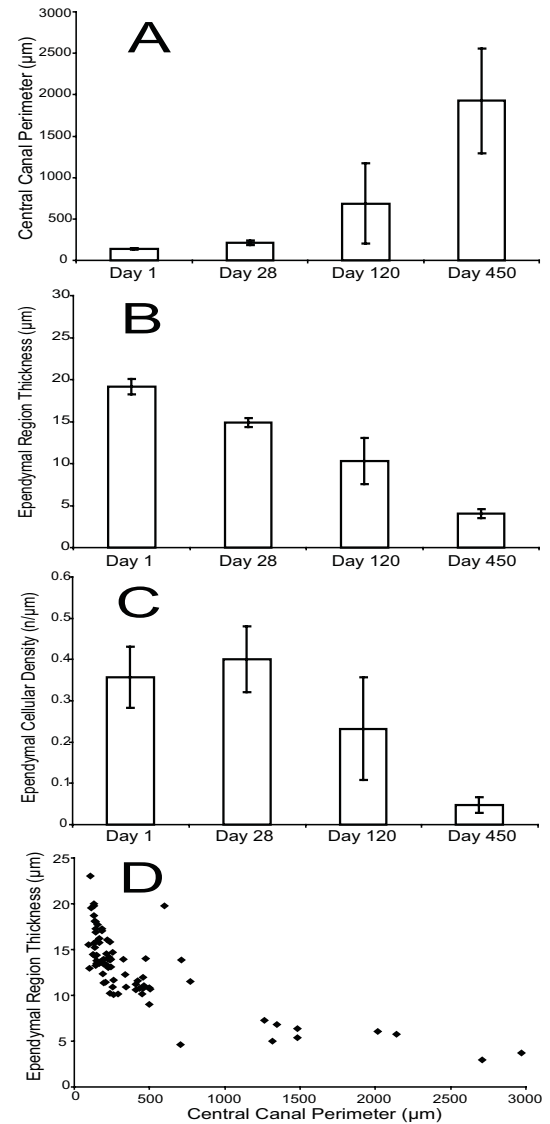 A
Central Canal Perimeter (µm)
3000
2500
2000
1500
1000
500
0
Day 1 Day 28 Day 120 Day 450
B
Ependymal Region Thickness (µm)
30
25
20
15
10
5
0
Day 1 Day 28 Day 120 Day 450
C
Ependymal Cellular Density (n/µm)
0.6
0.5
0.4
0.3
0.2
0.1
0
Day 1 Day 28 Day 120 Day 450
D
Ependymal Region Thickness (µm)
25
20
15
10
5
0
0 500 1000 1500 2000 2500 3000
Central Canal Perimeter (µm)